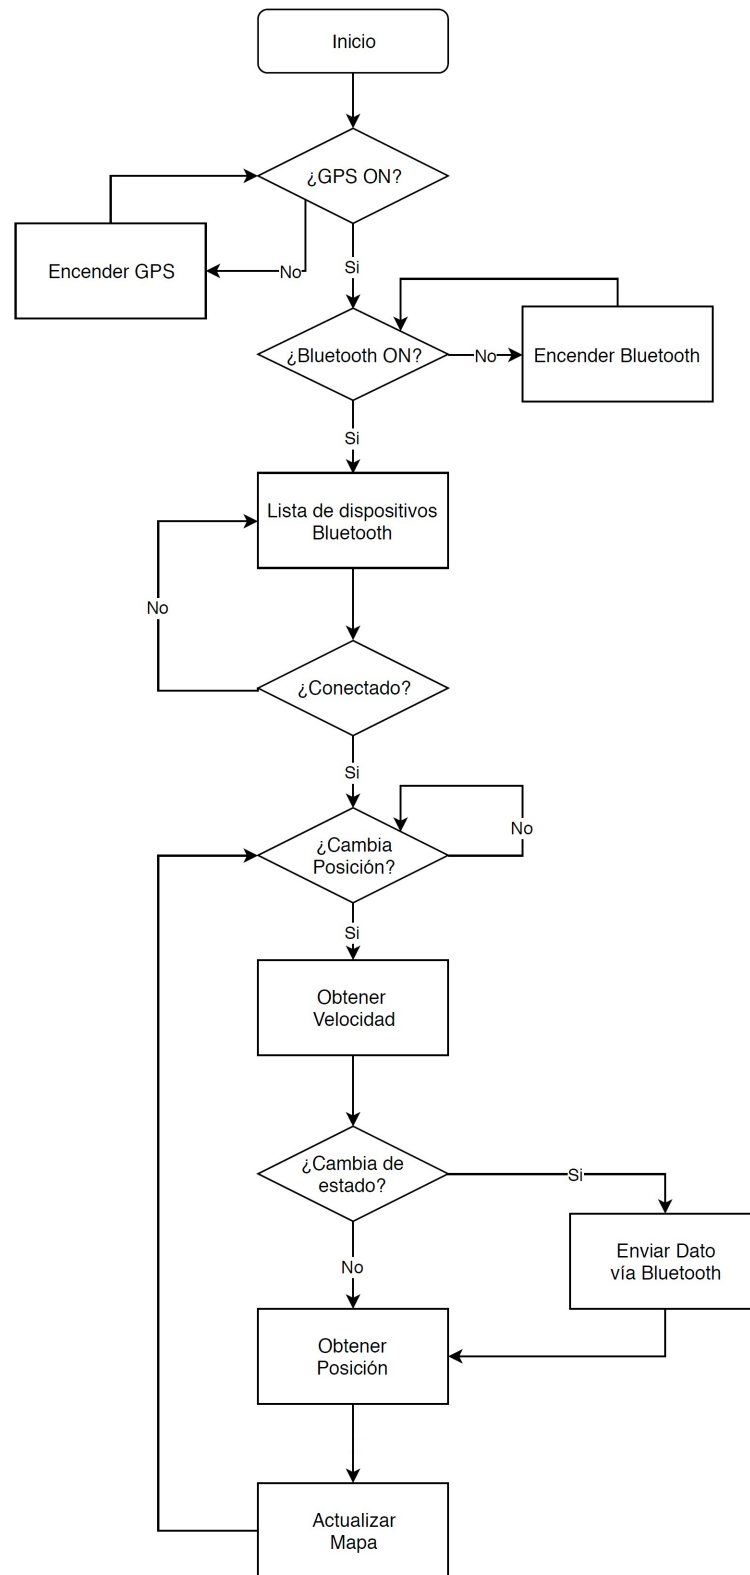 Inicio
¿GPS ON?
Encender GPS
No
Si
¿Bluetooth ON?
No
Encender Bluetooth
Si
Lista de dispositivos
Bluetooth
No
¿Conectado?
Si
¿Cambia
Posición?
No
Si
Obtener
Velocidad
¿Cambia de
estado?
Si
Enviar Dato
vía Bluetooth
No
Obtener
Posición
Actualizar
Mapa